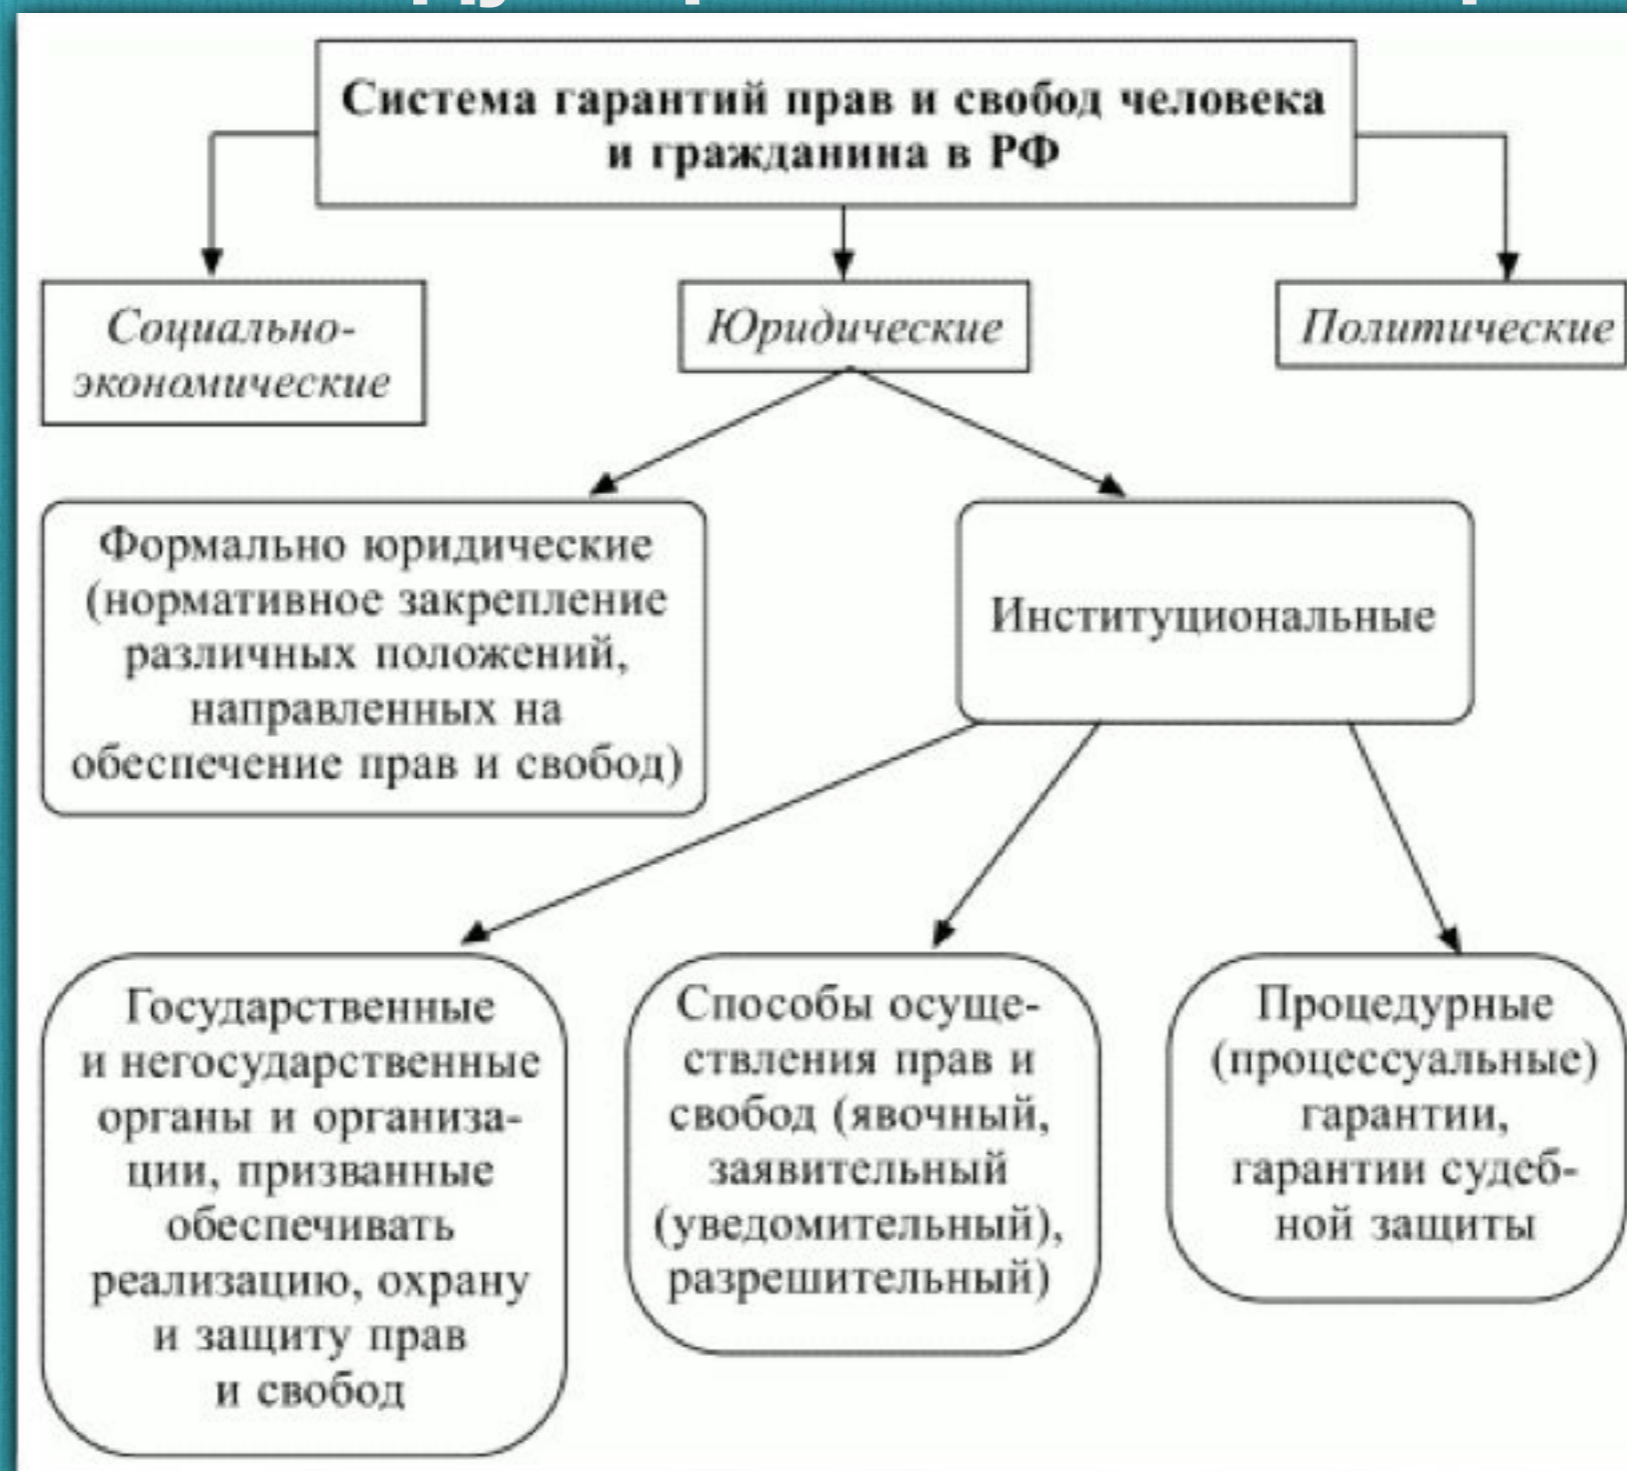 Система гарантий прав и свобод человека
и гражданина в РФ
Социально-
экономические
Юридические
Политические
Формально юридические
(нормативное закрепление
различных положений,
направленных на
обеспечение прав и свобод)
Институциональные
Государственные
и негосударственные
органы и организа-
ции, призванные
обеспечивать
реализацию, охрану
и защиту прав
и свобод
Способы осуще-
ствления прав и
свобод (явочный,
заявительный
(уведомительный),
разрешительный)
Процедурные
(процессуальные)
гарантии,
гарантии судеб-
ной защиты